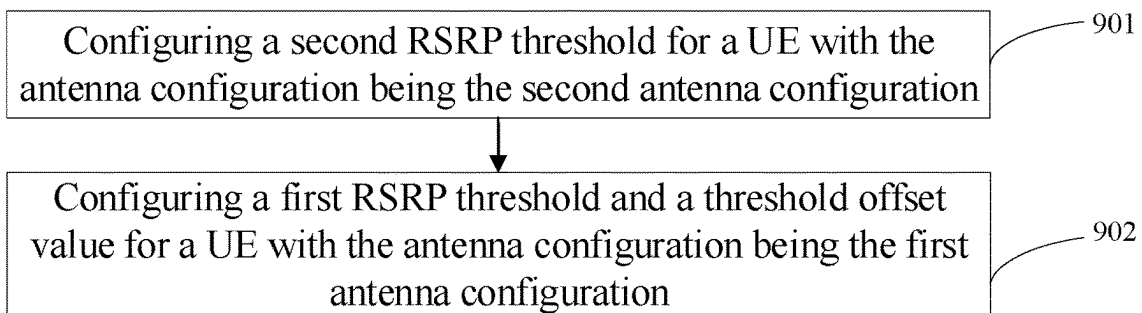 Configuring a second RSRP threshold for a UE with the
antenna configuration being the second antenna configuration
901
Configuring a first RSRP threshold and a threshold offset
value for a UE with the antenna configuration being the first
antenna configuration
902